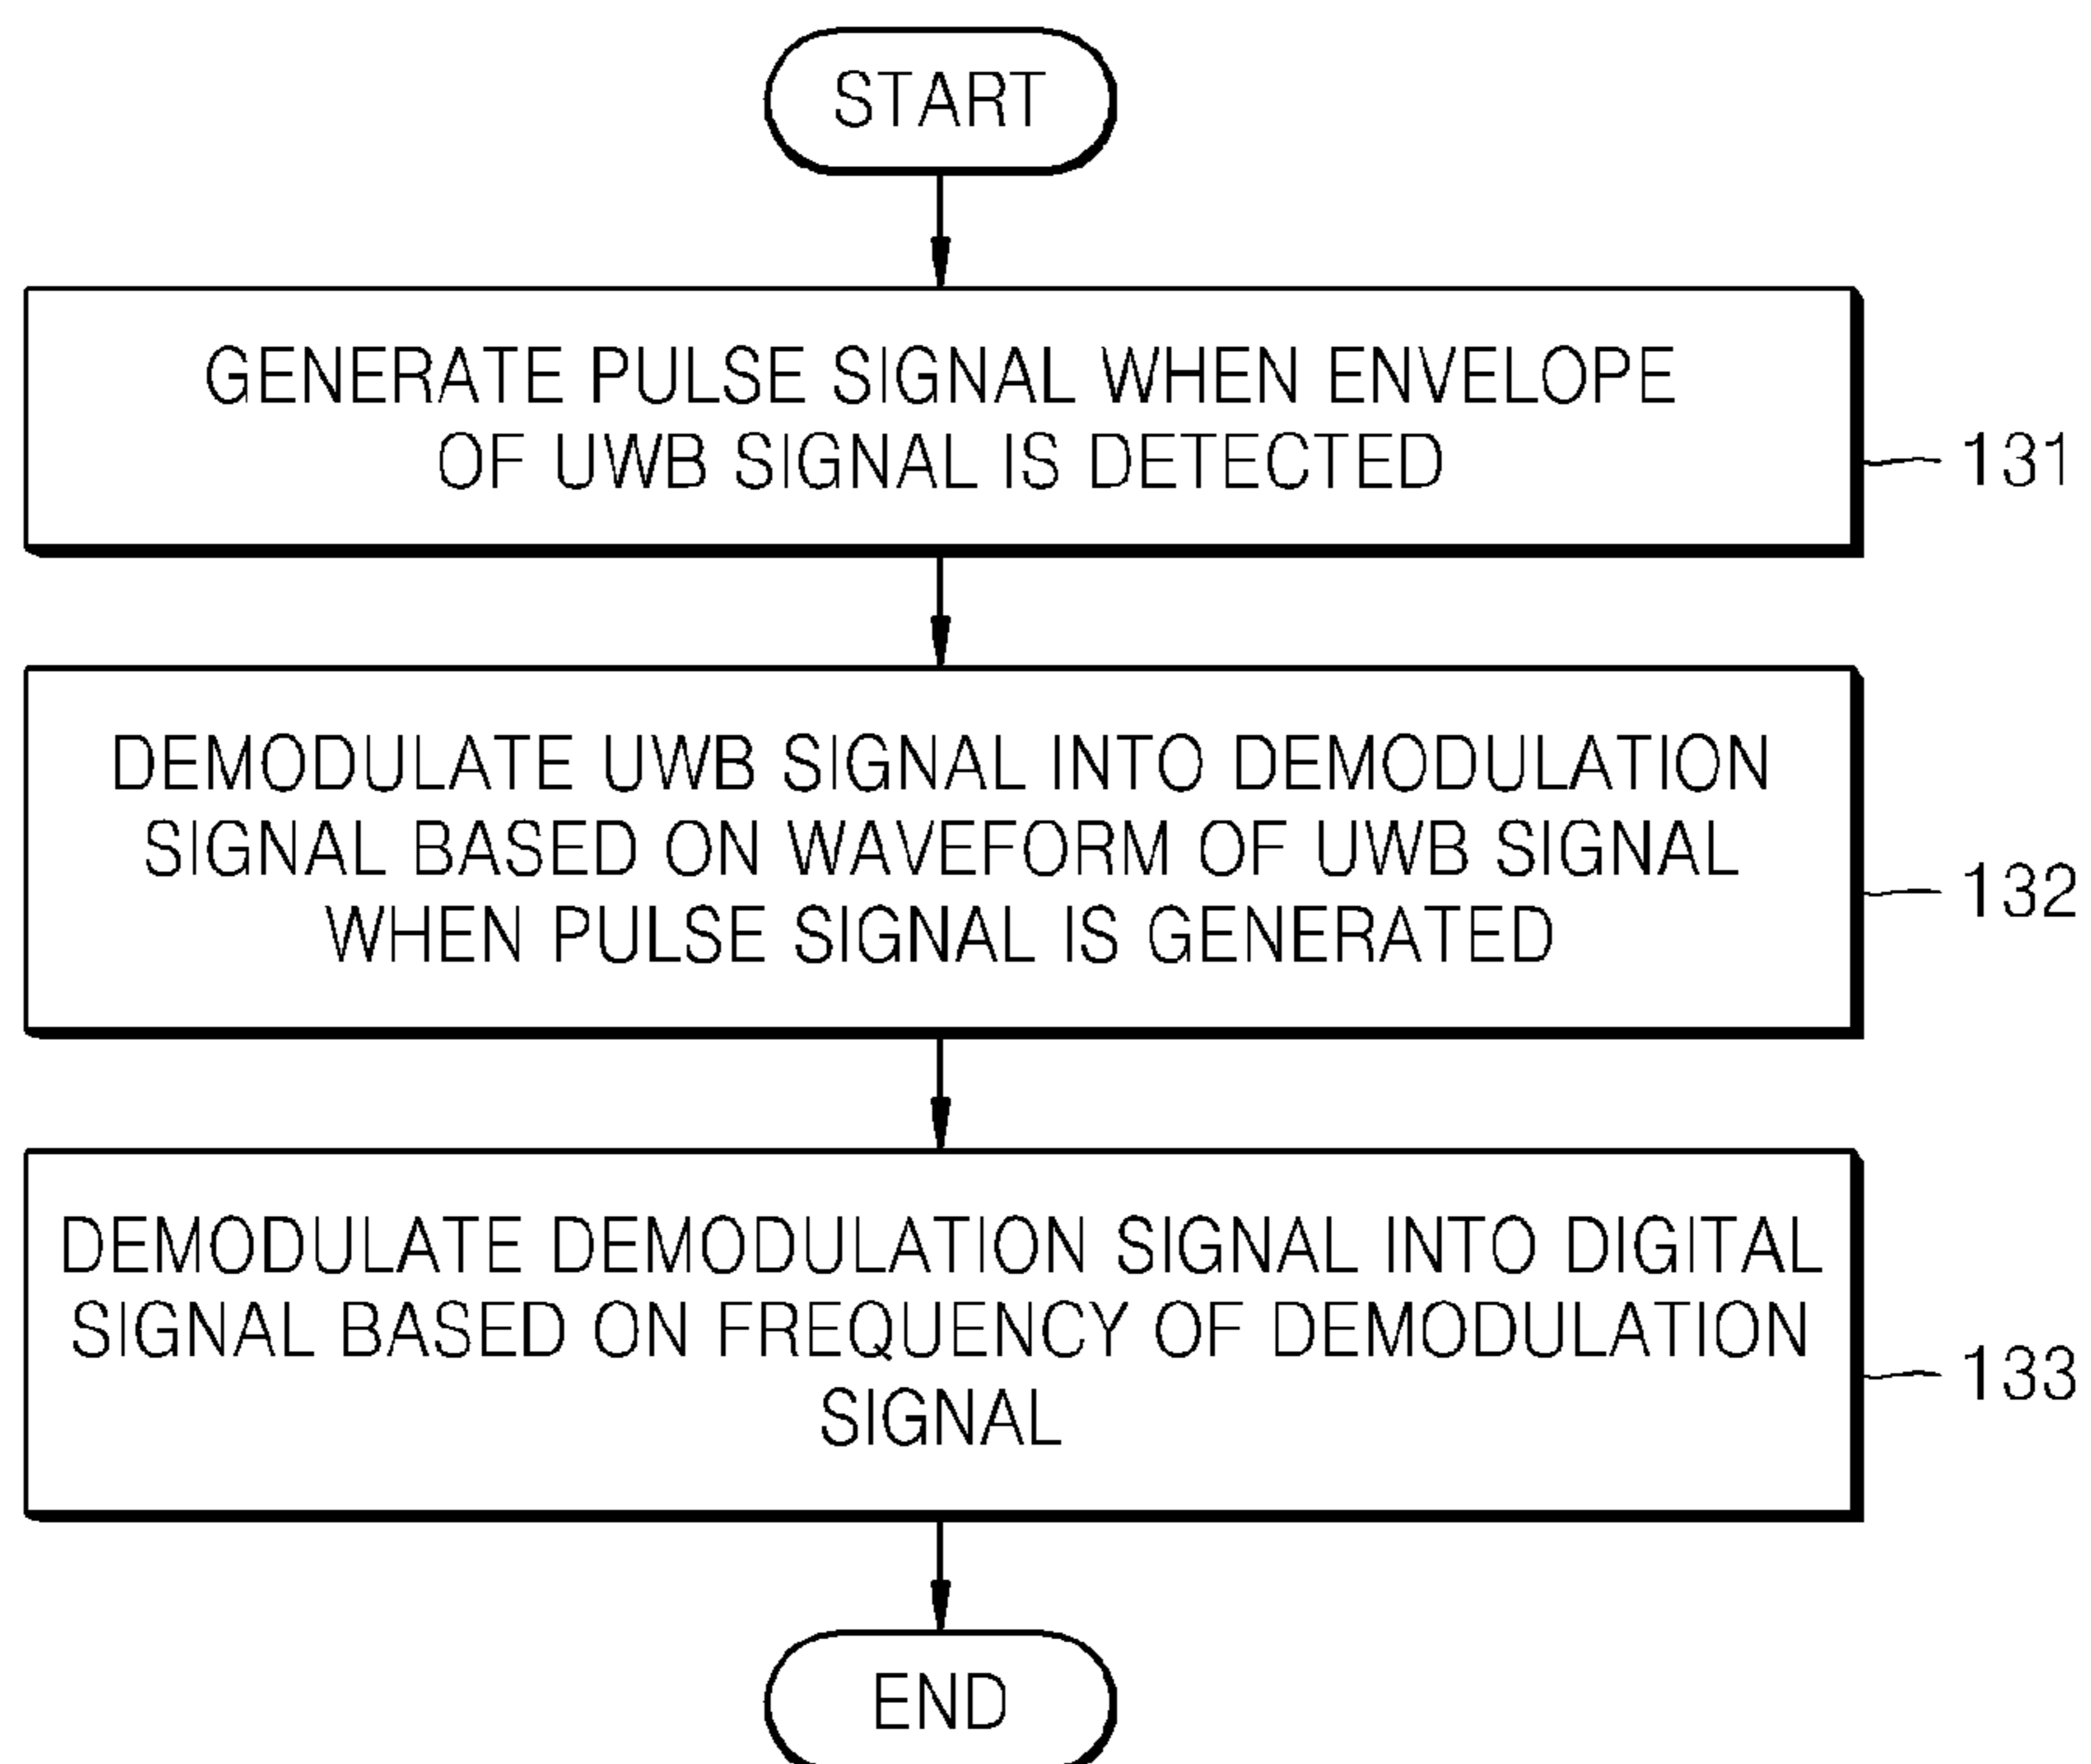 START
GENERATE PULSE SIGNAL WHEN ENVELOPE
OF UWB SIGNAL IS DETECTED
131
DEMODULATE UWB SIGNAL INTO DEMODULATION
SIGNAL BASED ON WAVEFORM OF UWB SIGNAL
WHEN PULSE SIGNAL IS GENERATED
132
DEMODULATE DEMODULATION SIGNAL INTO DIGITAL
SIGNAL BASED ON FREQUENCY OF DEMODULATION
SIGNAL
133
END